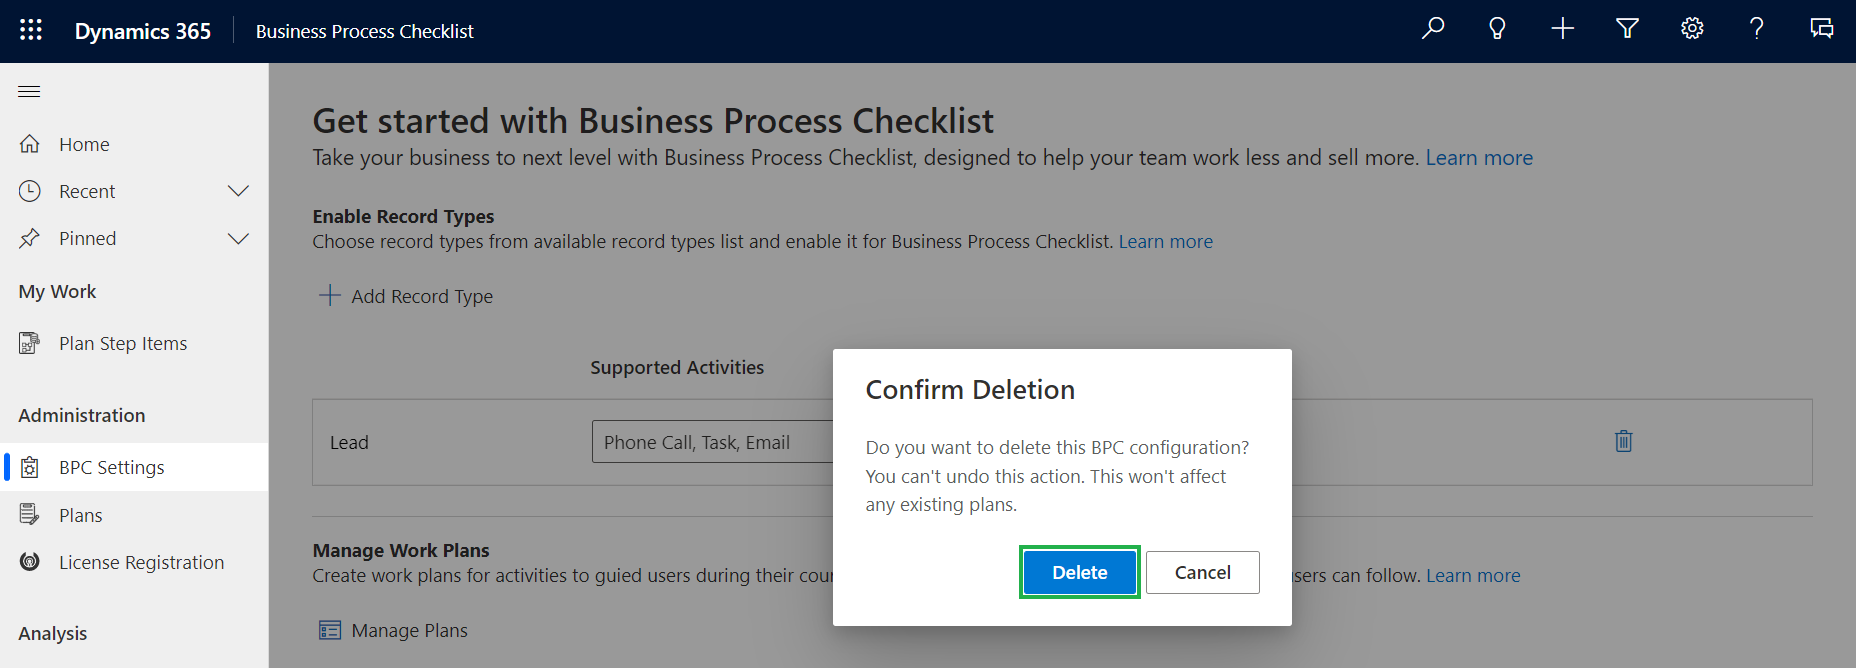 Dynamics 365
Business Process Checklist
Home
Recent
Pinned
My Work
Plan Step Items
Administration
BPC Settings
Plans
License Registration
Analysis
Get started with Business Process Checklist
Take your business to next level with Business Process Checklist, designed to help your team work less and sell more. Learn more
Enable Record Types
Choose record types from available record types list and enable it for Business Process Checklist. Learn more
Add Record Type
Supported Activities
Lead
Phone Call, Task, Email
Manage Work Plans
Create work plans for activities to guied users during their cour sers can follow. Learn more
Manage Plans
Confirm Deletion
Do you want to delete this BPC configuration?
You can't undo this action. This won't affect
any existing plans.
Delete
Cancel